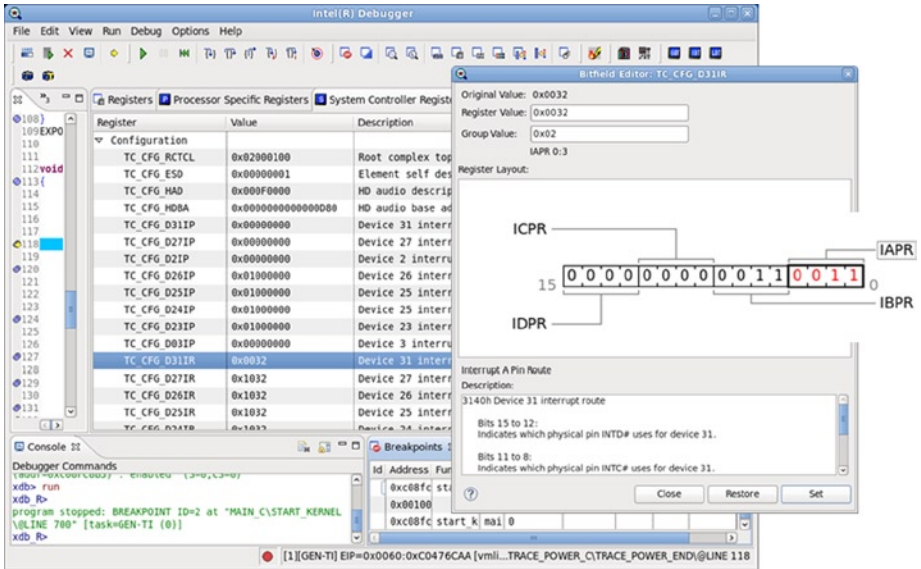 Intel(R) Debugger
File Edit View Run Debug Options Help
Registers Processor Specific Registers System Controller Regist
Register Value Description
Configuration
TC_CFG_RCTCL 0x02000100 Root complex top
TC_CFG_ESD 0x00000001 Element self des
TC_CFG_HAD 0x000F0000 HD audio descrip
TC_CFG_HDBA 0x0000000000000D80 HD audio base ad
TC_CFG_D31IP 0x00000000 Device 31 interr
TC_CFG_D27IP 0x00000000 Device 27 interr
TC_CFG_D2IP 0x00000000 Device 2 interru
TC_CFG_D26IP 0x01000000 Device 26 interr
TC_CFG_D25IP 0x01000000 Device 25 interr
TC_CFG_D24IP 0x01000000 Device 25 interr
TC_CFG_D23IP 0x01000000 Device 23 interr
TC_CFG_D03IP 0x00000000 Device 3 interru
TC_CFG_D31IR 0x0032 Device 31 interr
TC_CFG_D27IR 0x1032 Device 27 interr
TC_CFG_D26IR 0x1032 Device 26 interr
TC_CFG_D25IR 0x1032 Device 25 interr
TC_CFG_D24IR 0x1032 Device 24 interr
108}
109EXPO
110
111
112void
113{
114
115
116
117
118
119
120
121
122
123
124
125
126
127
128
129
130
131
Bitfield Editor: TC_CFG_D31IR
Original Value: 0x0032
Register Value: 0x0032
Group Value: 0x02
IAPR 0:3
Register Layout:
ICPR
IAPR
15 0 0 0 0 0 0 0 0 0 0 1 1 0 0 1 1 0
IBPR
IDPR
Interrupt A Pin Route
Description:
3140h Device 31 interrupt route
Bits 15 to 12:
Indicates which physical pin INTD# uses for device 31.
Bits 11 to 8:
Indicates which physical pin INTC# uses for device 31.
Close Restore Set
Console
Debugger Commands
xdb> run
xdb_R>
program stopped: BREAKPOINT ID=2 at "MAIN_C\START_KERNEL
\@LINE 700" [task=GEN-TI (0)]
xdb_R>
Breakpoints
Id Address Fun
0xc08fc sta
0x00100
0xc08fc start_k mai 0
[1][GEN-TI] EIP=0x0060:0xC0476CAA [vmli...TRACE_POWER_C\TRACE_POWER_END\@LINE 118